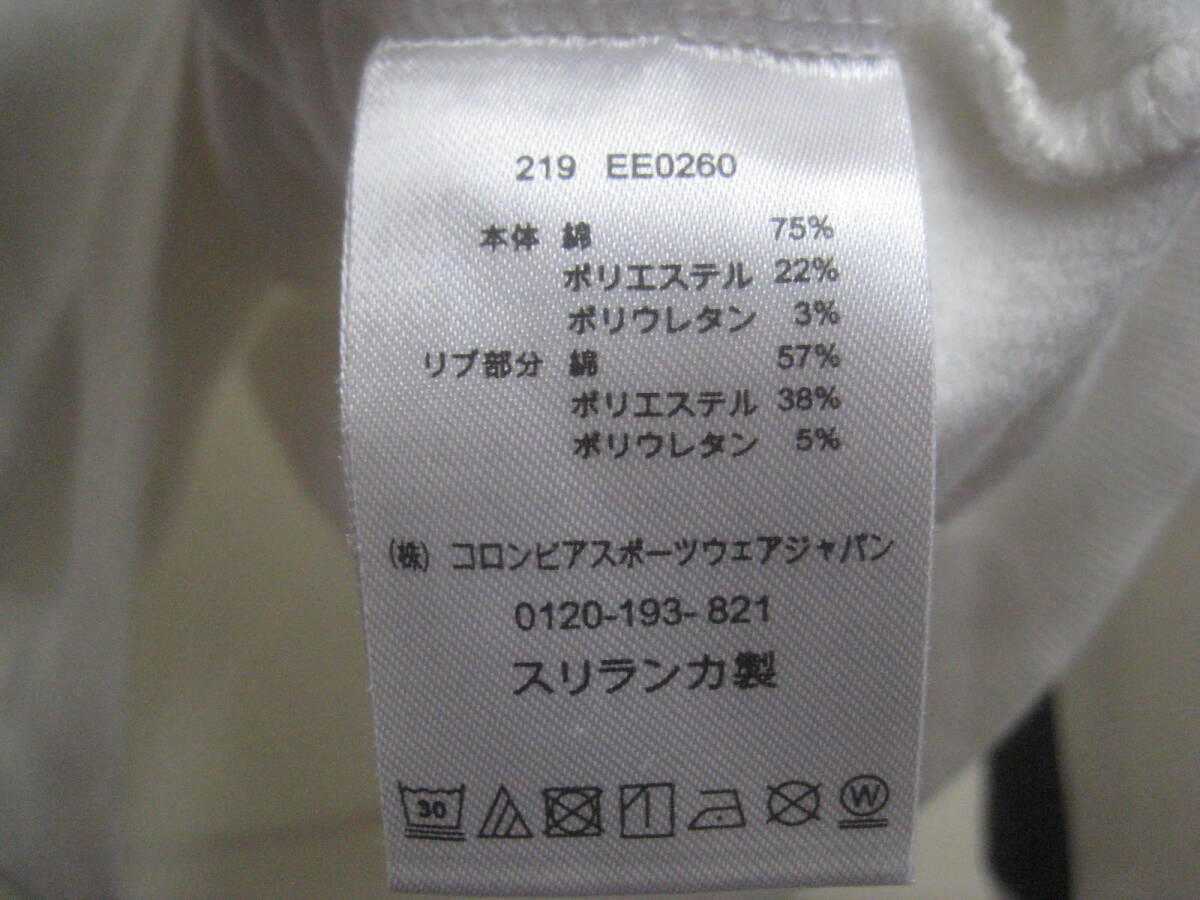 219 EE0260
本体 綿 75%
ポリエステル 22%
ポリウレタン 3%
リブ部分 綿 57%
ポリエステル 38%
ポリウレタン 5%
(株) コロンビアスポーツウエアジャパン
0120-193-821
スリランカ製
30 W